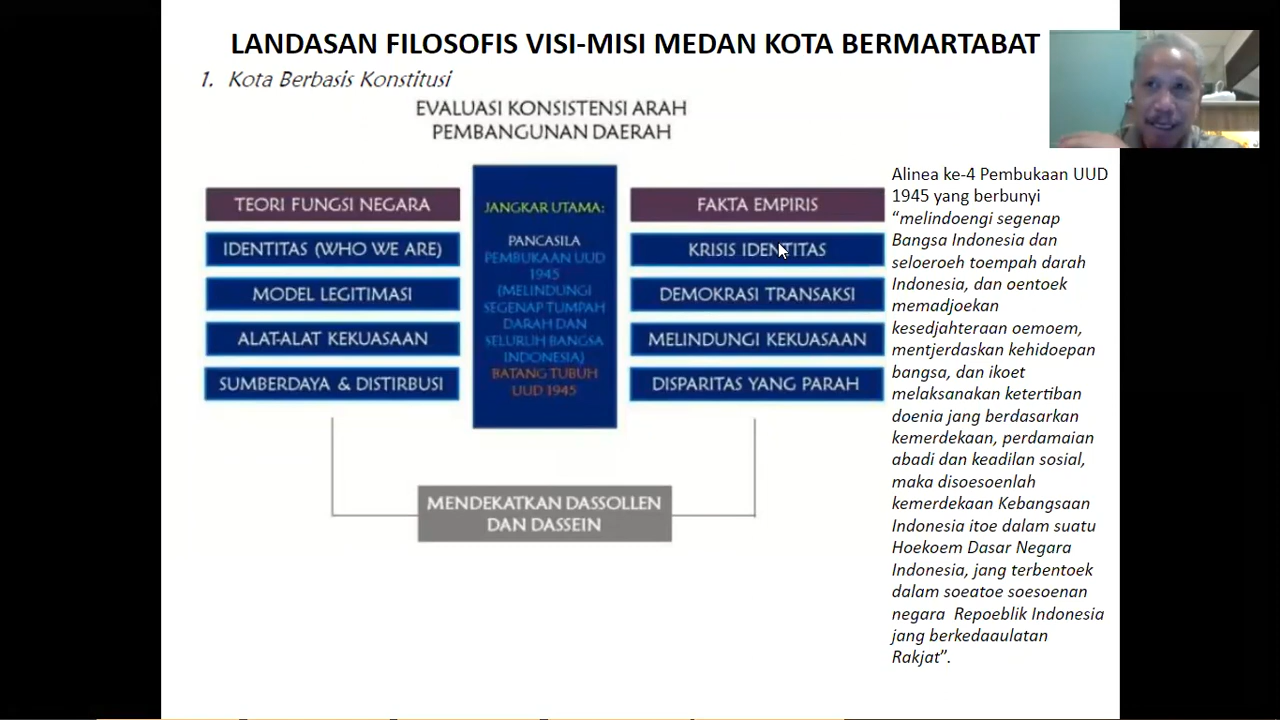 LANDASAN FILOSOFIS VISI-MISI MEDAN KOTA BERMARTABAT
1. Kota Berbasis Konstitusi
EVALUASI KONSISTENSI ARAH
PEMBANGUNAN DAERAH
TEORI FUNGSI NEGARA
IDENTITAS (WHO WE ARE)
MODEL LEGITIMASI
ALAT-ALAT KEKUASAAN
SUMBERDAYA & DISTIRBUSI
JANGKAR UTAMA:
PANCASILA
PEMBUKAAN UUD
1945
(MELINDUNGI
SEGENAP TUMPAH
DARAH DAN
SELURUH BANGSA
INDONESIA)
BATANG TUBUH
UUD 1945
FAKTA EMPIRIS
KRISIS IDENTITAS
DEMOKRASI TRANSAKSI
MELINDUNGI KEKUASAAN
DISPARITAS YANG PARAH
MENDEKATKAN DASSOLLEN
DAN DASSEIN
Alinea ke-4 Pembukaan UUD
1945 yang berbunyi
“melindoengi segenap
Bangsa Indonesia dan
seloeroeh toempah darah
Indonesia, dan oentoek
memadjoekan
kesedjahteraan oemoem,
mentjerdaskan kehidoepan
bangsa, dan ikoet
melaksanakan ketertiban
doenia jang berdasarkan
kemerdekaan, perdamaian
abadi dan keadilan sosial,
maka disoesoenlah
kemerdekaan Kebangsaan
Indonesia itoe dalam suatu
Hoekoem Dasar Negara
Indonesia, jang terbentoek
dalam soeatoe soesoenan
negara Repoeblik Indonesia
jang berkedaaulatan
Rakjat”.